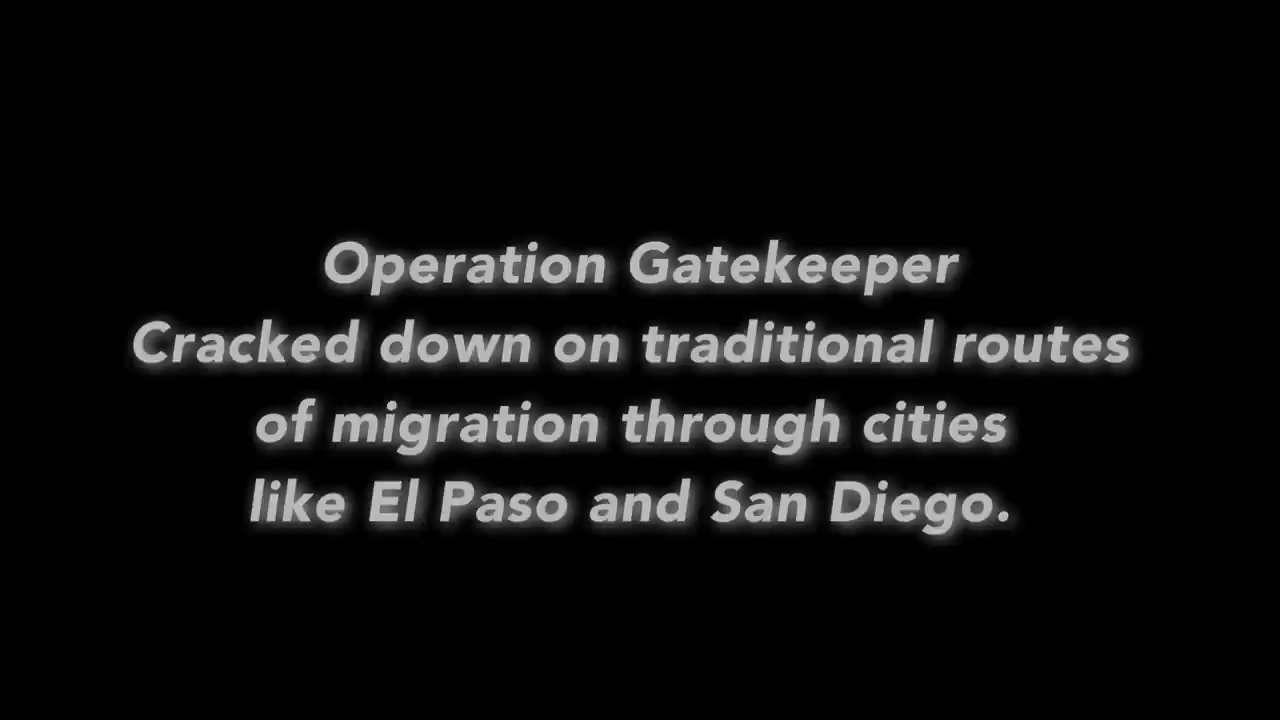 Operation Gatekeeper
Cracked down on traditional routes
of migration through cities
like El Paso and San Diego.